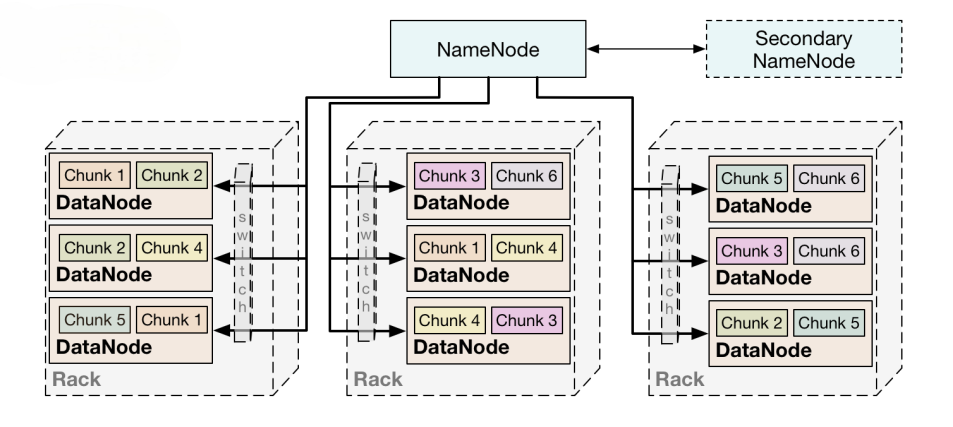 NameNode
Secondary
NameNode
Chunk 1 Chunk 2
DataNode
Chunk 2 Chunk 4
DataNode
Chunk 5 Chunk 1
DataNode
switch
Rack
Chunk 3 Chunk 6
DataNode
Chunk 1 Chunk 4
DataNode
Chunk 4 Chunk 3
DataNode
switch
Rack
Chunk 5 Chunk 6
DataNode
Chunk 3 Chunk 6
DataNode
Chunk 2 Chunk 5
DataNode
switch
Rack